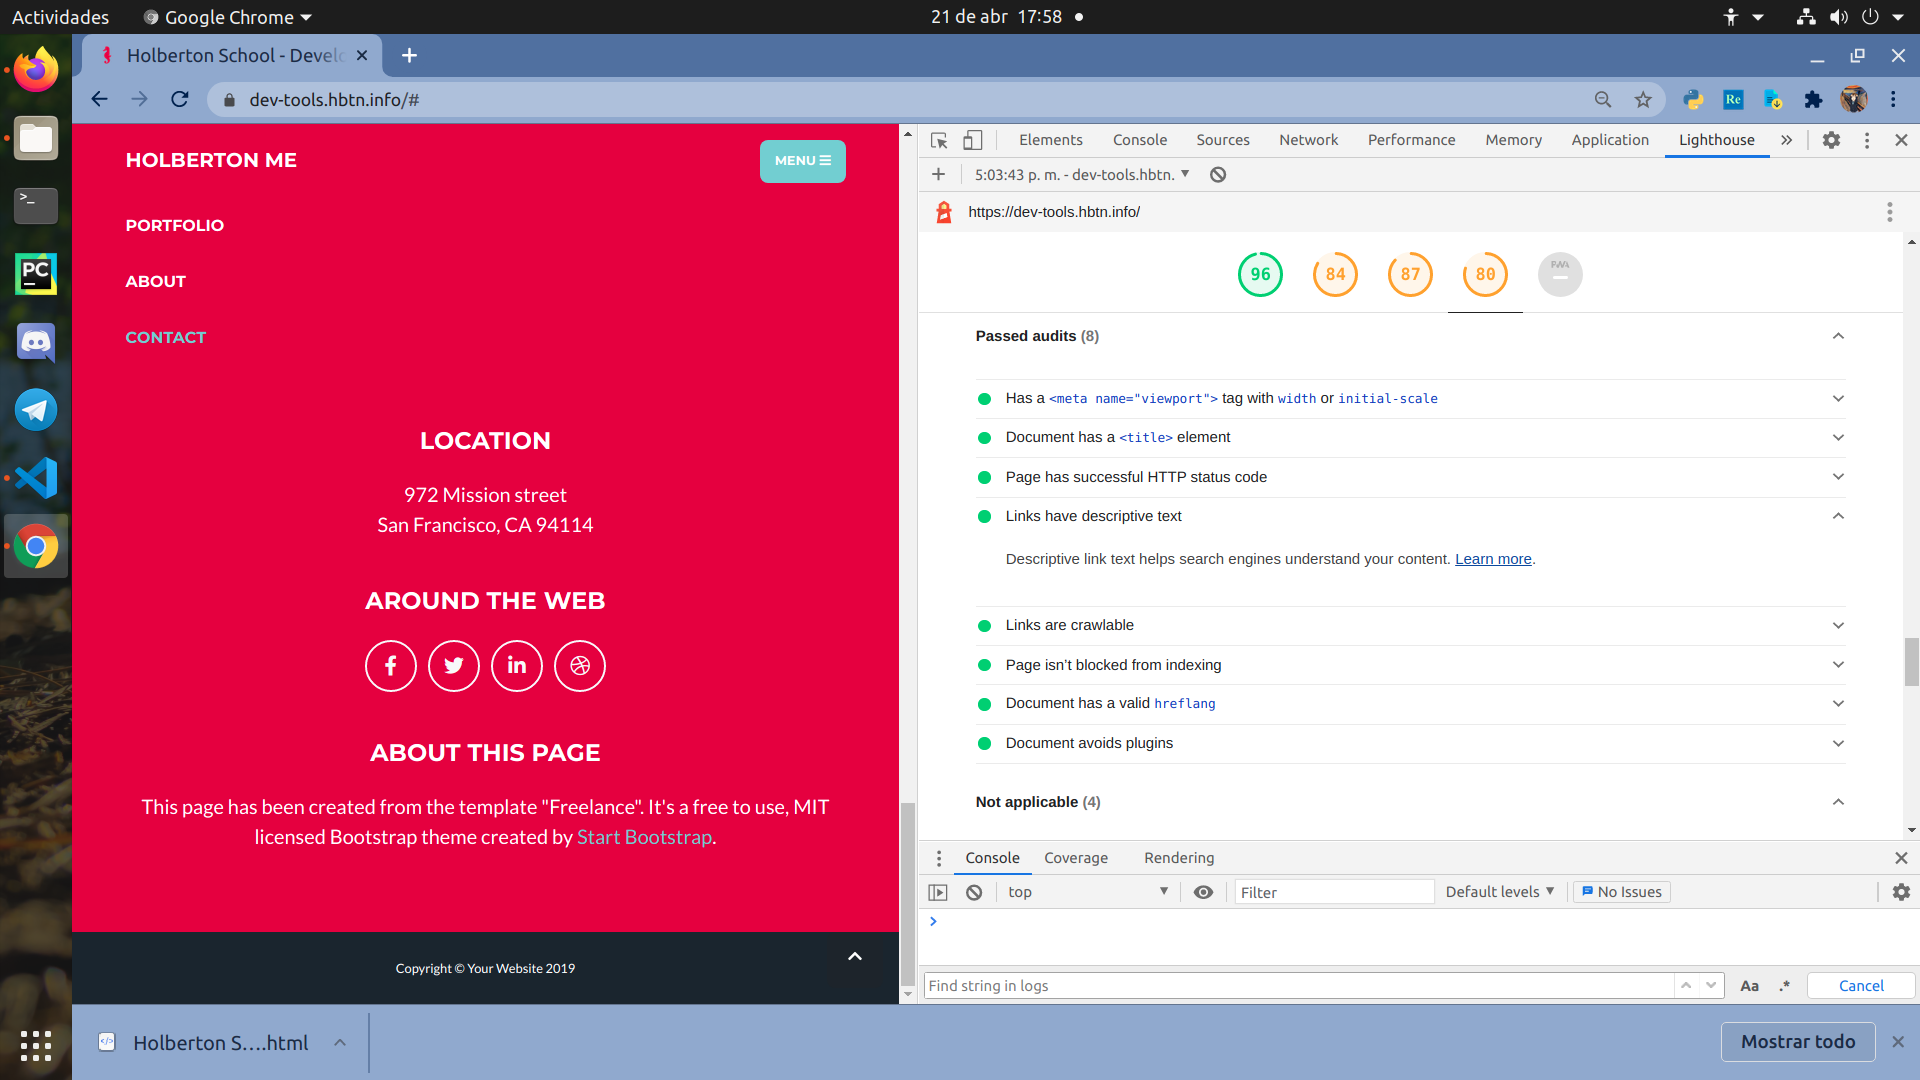 Actividades
Google Chrome
21 de abr 17:58
Holberton School - Develo
dev-tools.hbtn.info/#
Re
>_
PC
HOLBERTON ME
MENU
PORTFOLIO
ABOUT
CONTACT
LOCATION
972 Mission street
San Francisco, CA 94114
AROUND THE WEB
ABOUT THIS PAGE
This page has been created from the template "Freelance". It's a free to use, MIT
licensed Bootstrap theme created by Start Bootstrap.
Copyright © Your Website 2019
Elements Console Sources Network Performance Memory Application Lighthouse
5:03:43 p. m. - dev-tools.hbtn.
https://dev-tools.hbtn.info/
96 84 87 80 PWA
Passed audits (8)
Has a <meta name="viewport"> tag with width or initial-scale
Document has a <title> element
Page has successful HTTP status code
Links have descriptive text
Descriptive link text helps search engines understand your content. Learn more.
Links are crawlable
Page isn't blocked from indexing
Document has a valid hreflang
Document avoids plugins
Not applicable (4)
Console Coverage Rendering
top Filter Default levels No Issues
Find string in logs Aa .* Cancel
Holberton S....html
Mostrar todo